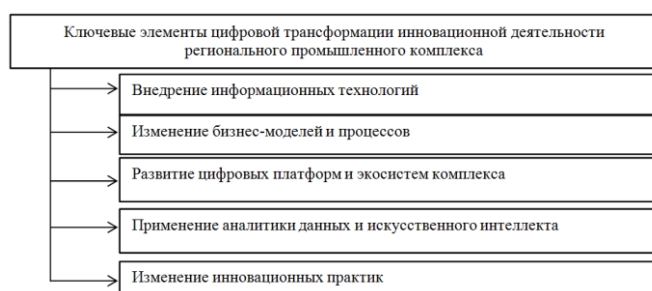 Ключевые элементы цифровой трансформации инновационной деятельности
регионального промышленного комплекса
Внедрение информационных технологий
Изменение бизнес-моделей и процессов
Развитие цифровых платформ и экосистем комплекса
Применение аналитики данных и искусственного интеллекта
Изменение инновационных практик